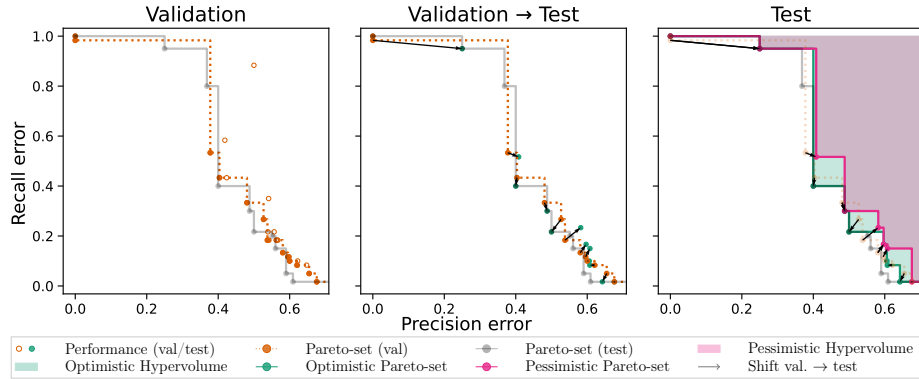 Validation
Validation → Test
Test
Recall error
1.0
0.8
0.6
0.4
0.2
0.0
0.0 0.2 0.4 0.6
0.0 0.2 0.4 0.6
0.0 0.2 0.4 0.6
Precision error
Performance (val/test) Pareto-set (val) Pareto-set (test) Pessimistic Hypervolume
Optimistic Hypervolume Optimistic Pareto-set Pessimistic Pareto-set Shift val. → test